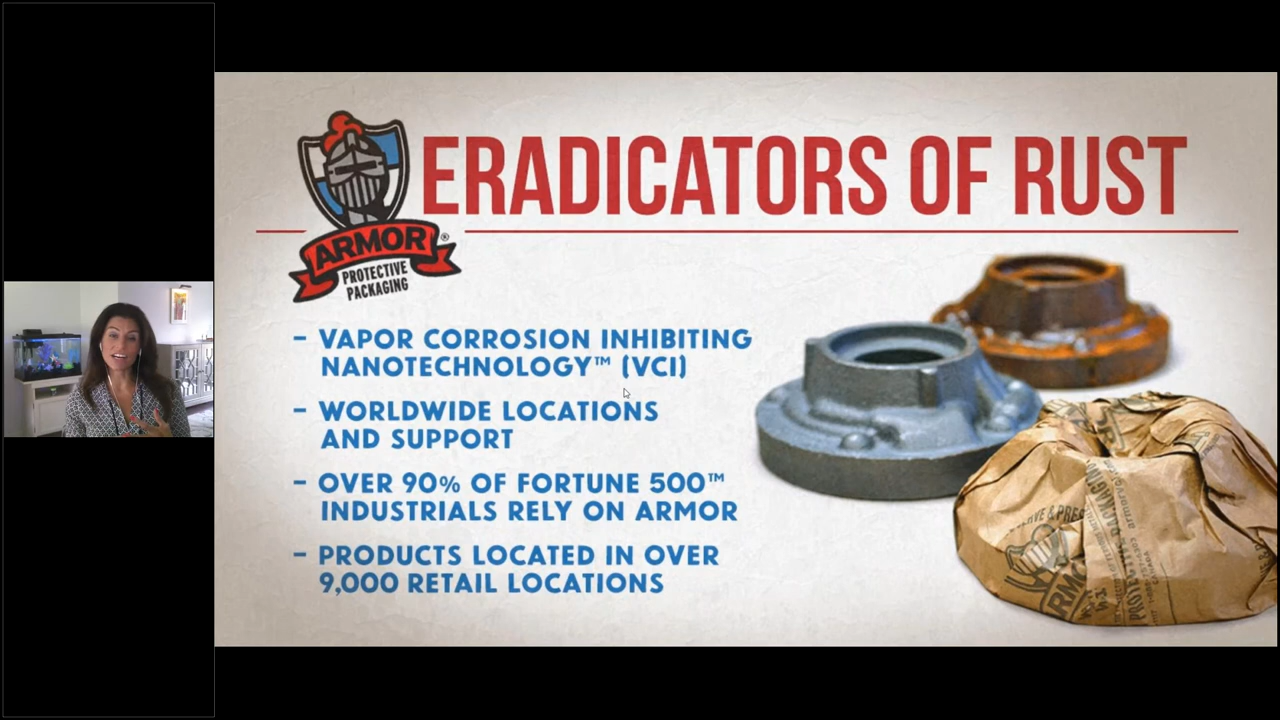 ERADICATORS OF RUST
ARMOR®
PROTECTIVE
PACKAGING
- VAPOR CORROSION INHIBITING
NANOTECHNOLOGY™ (VCI)
- WORLDWIDE LOCATIONS
AND SUPPORT
- OVER 90% OF FORTUNE 500™
INDUSTRIALS RELY ON ARMOR
- PRODUCTS LOCATED IN OVER
9,000 RETAIL LOCATIONS